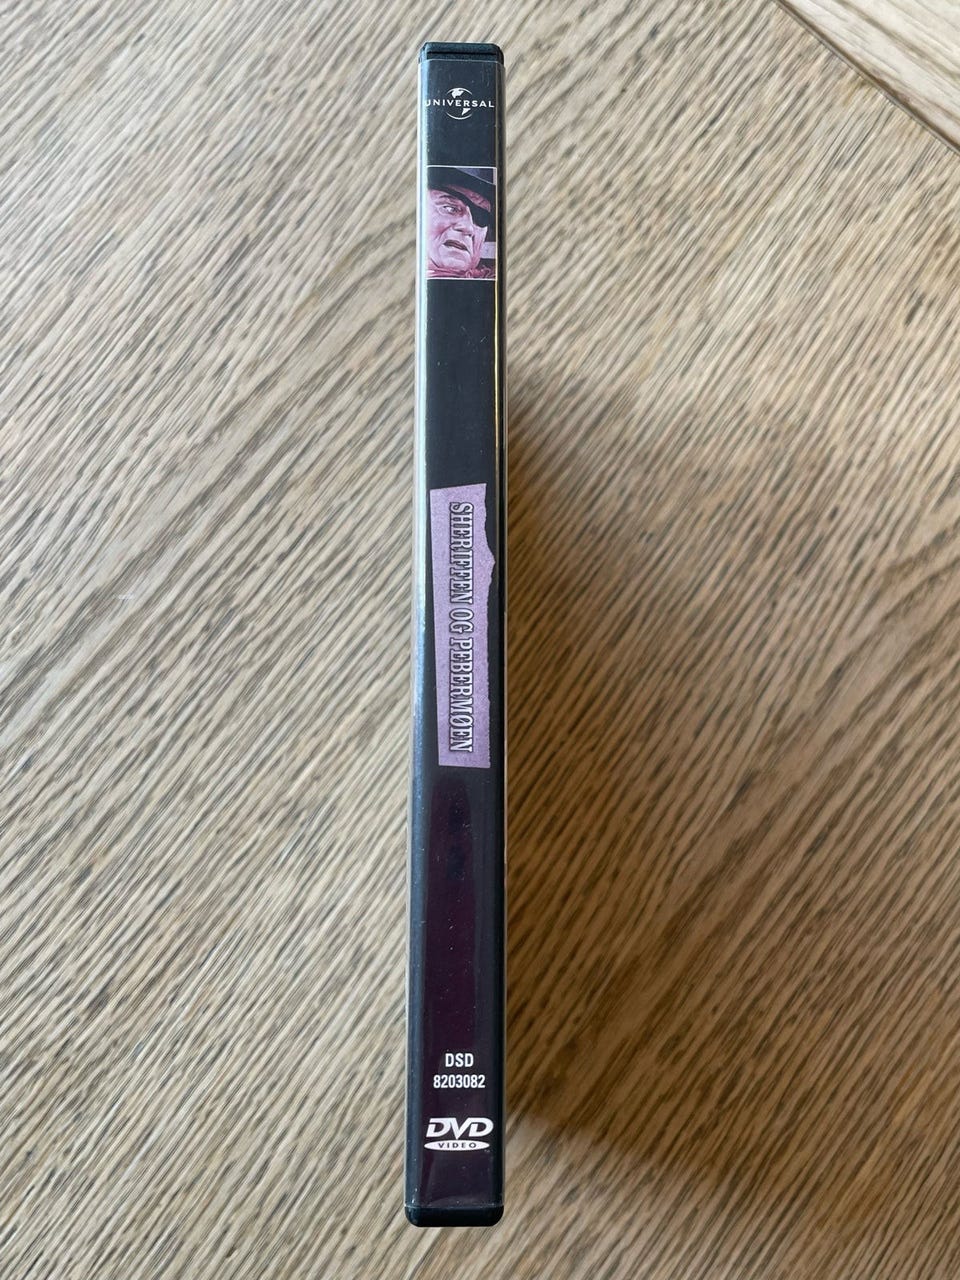 UNIVERSAL
SHERIFFEN OG PEBERMØEN
DSD
8203082
DVD
VIDEO